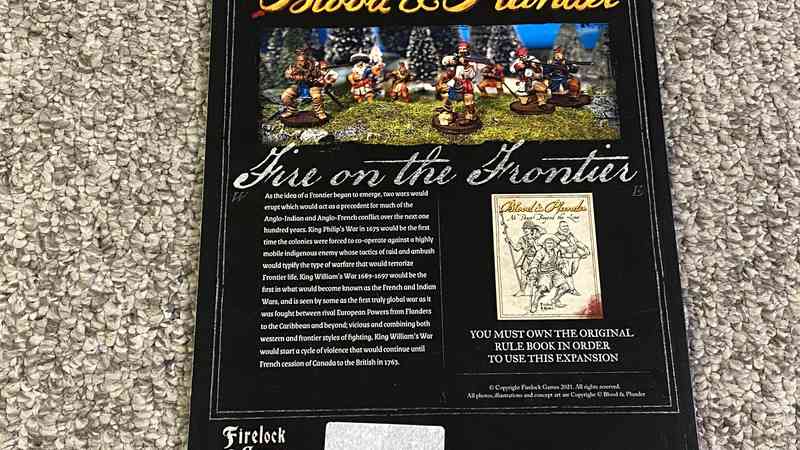 Blood & Plunder
Fire on the Frontier
W
E
As the idea of a Frontier began to emerge, two wars would
erupt which would act as a precedent for much of the
Anglo-Indian and Anglo-French conflict over the next one
hundred years. King Philip's War in 1675 would be the first
time the colonies were forced to co-operate against a highly
mobile indigenous enemy whose tactics of raid and ambush
would typify the type of warfare that would terrorize
Frontier life. King William's War 1689-1697 would be the
first in what would become known as the French and Indian
Wars, and is seen by some as the first truly global war as it
was fought between rival European Powers from Flanders
to the Caribbean and beyond; vicious and combining both
western and frontier styles of fighting, King William's War
would start a cycle of violence that would continue until
French cession of Canada to the British in 1763.
Blood & Plunder
No Peace Beyond the Line
YOU MUST OWN THE ORIGINAL
RULE BOOK IN ORDER
TO USE THIS EXPANSION
© Copyright Firelock Games 2021. All rights reserved.
All photos, illustrations and concept art are Copyright © Blood & Plunder
Firelock